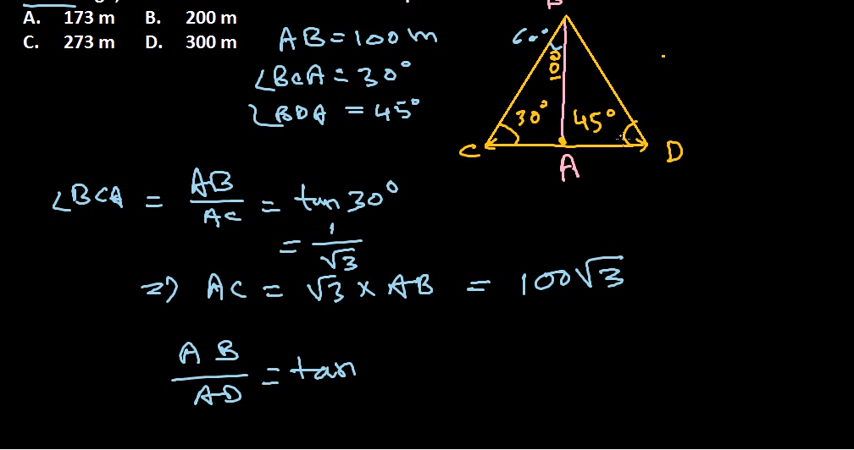 A. 173 m B. 200 m
C. 273 m D. 300 m
AB = 100 m
∠BCA = 30°
∠BDA = 45°
60°
100
30° 45°
C A D
∠BCA = AB/AC = tan 30°
= 1/√3
⇒ AC = √3 × AB = 100√3
AB/AD = tan